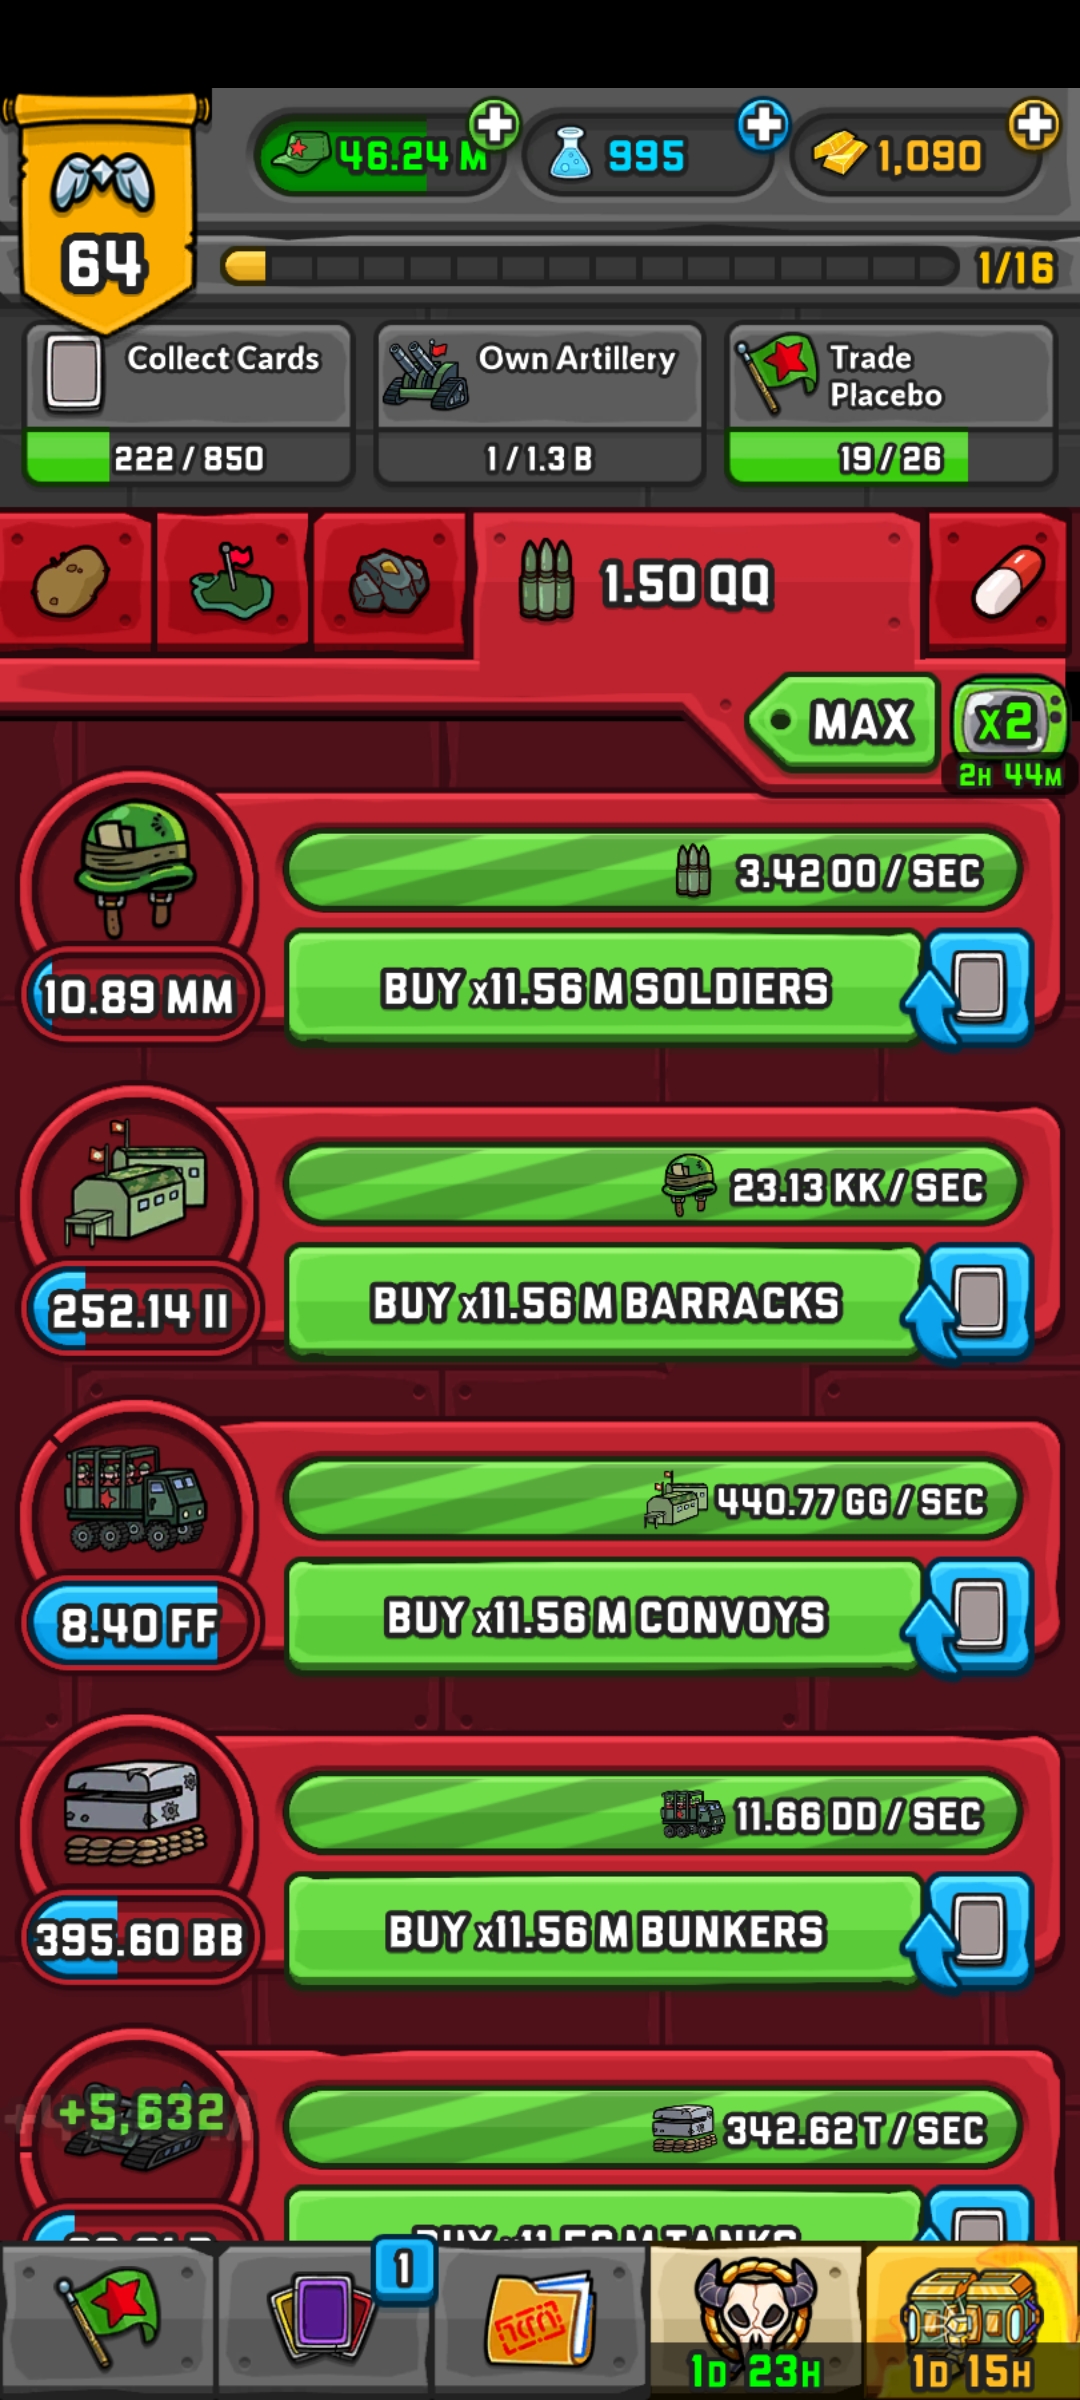 46.24 M
995
1,090
64
1/16
Collect Cards
222 / 850
Own Artillery
1 / 1.3 B
Trade
Placebo
19 / 26
1.50 QQ
MAX
x2
2H 44M
3.42 OO / SEC
10.89 MM
BUY x11.56 M SOLDIERS
23.13 KK / SEC
252.14 II
BUY x11.56 M BARRACKS
440.77 GG / SEC
8.40 FF
BUY x11.56 M CONVOYS
11.66 DD / SEC
395.60 BB
BUY x11.56 M BUNKERS
+5,632
342.62 T / SEC
BUY x11.56 M TANKS
1
1D 23H
1D 15H